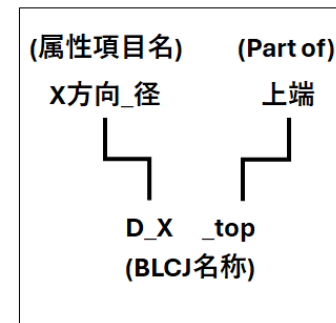 (属性項目名) (Part of)
X方向_径 上端
D_X _top
(BLCJ名称)